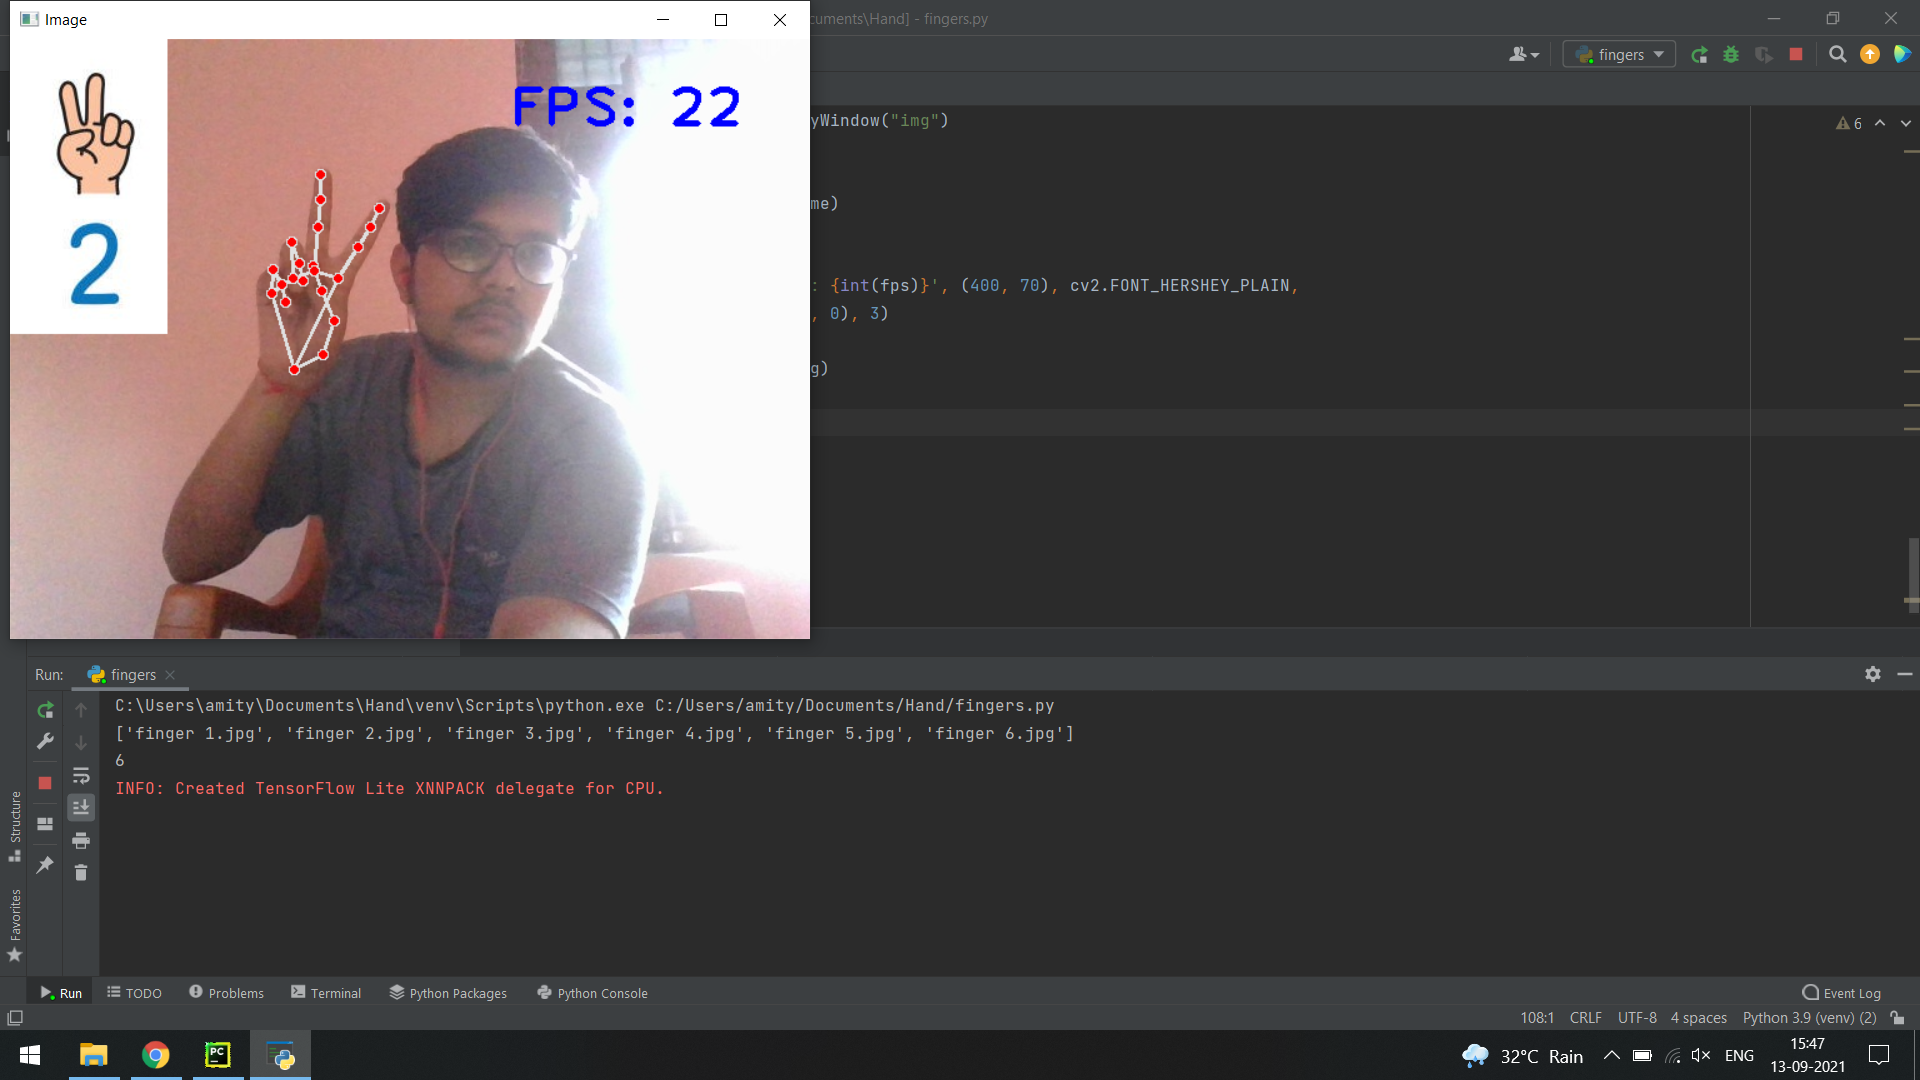 Image
cuments\Hand] - fingers.py
fingers
2
FPS: 22
yWindow("img")
6
me)
: {int(fps)}', (400, 70), cv2.FONT_HERSHEY_PLAIN,
, 0), 3)
g)
Run:
fingers
C:\Users\amity\Documents\Hand\venv\Scripts\python.exe C:/Users/amity/Documents/Hand/fingers.py
['finger 1.jpg', 'finger 2.jpg', 'finger 3.jpg', 'finger 4.jpg', 'finger 5.jpg', 'finger 6.jpg']
6
INFO: Created TensorFlow Lite XNNPACK delegate for CPU.
Structure
Favorites
Run
TODO
Problems
Terminal
Python Packages
Python Console
Event Log
108:1 CRLF UTF-8 4 spaces Python 3.9 (venv) (2)
PC
32°C Rain
ENG
15:47
13-09-2021